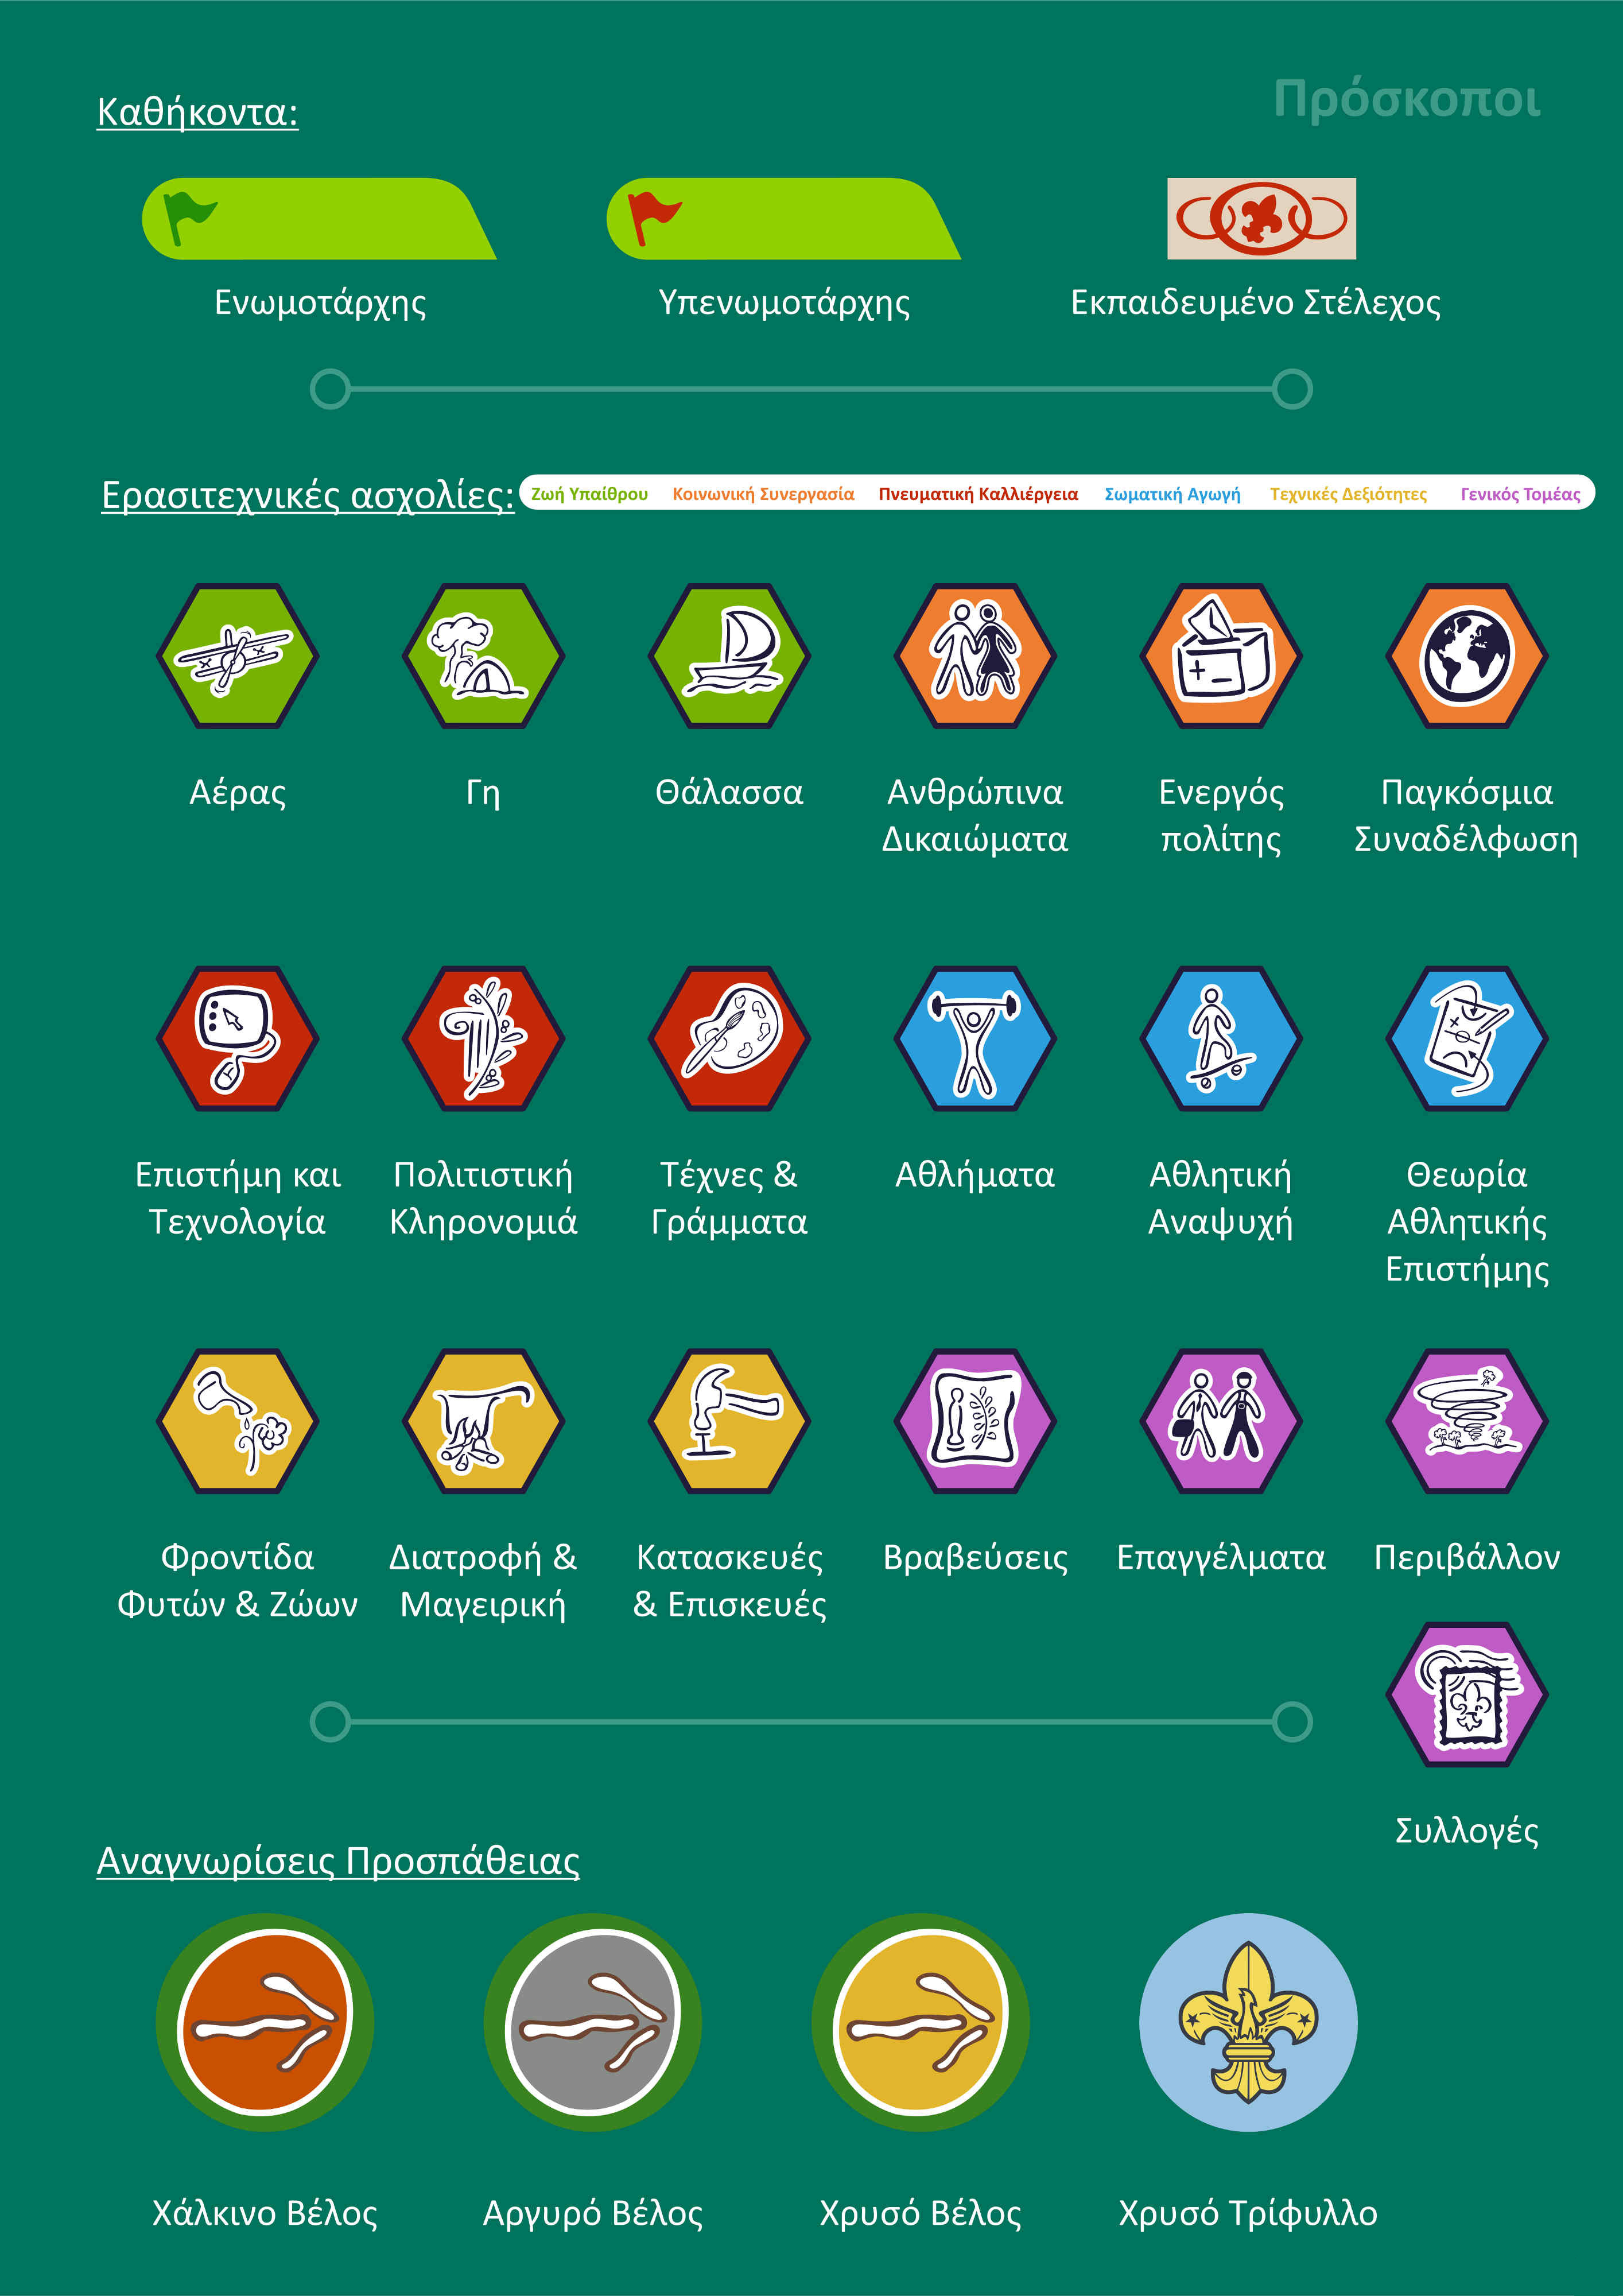 Πρόσκοποι
Καθήκοντα:
Ενωμοτάρχης
Υπενωμοτάρχης
Εκπαιδευμένο Στέλεχος
Ερασιτεχνικές ασχολίες:
Ζωή Υπαίθρου Κοινωνική Συνεργασία Πνευματική Καλλιέργεια Σωματική Αγωγή Τεχνικές Δεξιότητες Γενικός Τομέας
Αέρας
Γη
Θάλασσα
Ανθρώπινα
Δικαιώματα
Ενεργός
πολίτης
Παγκόσμια
Συναδέλφωση
Επιστήμη και
Τεχνολογία
Πολιτιστική
Κληρονομιά
Τέχνες &
Γράμματα
Αθλήματα
Αθλητική
Αναψυχή
Θεωρία
Αθλητικής
Επιστήμης
Φροντίδα
Φυτών & Ζώων
Διατροφή &
Μαγειρική
Κατασκευές
& Επισκευές
Βραβεύσεις
Επαγγέλματα
Περιβάλλον
Συλλογές
Αναγνωρίσεις Προσπάθειας
Χάλκινο Βέλος
Αργυρό Βέλος
Χρυσό Βέλος
Χρυσό Τρίφυλλο